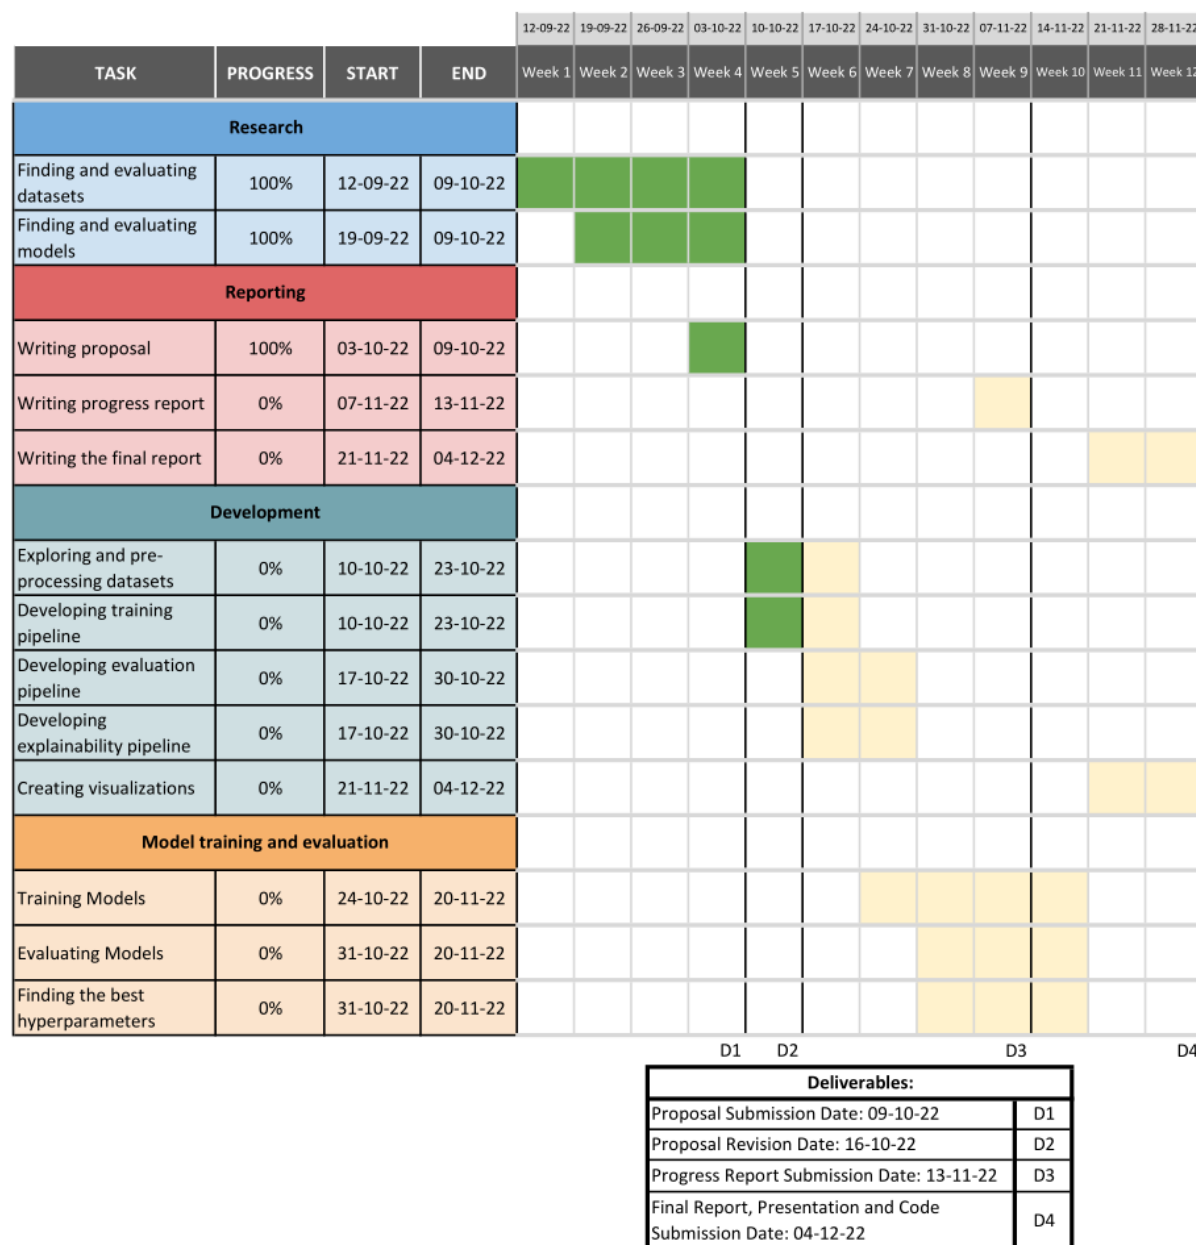 12-09-22 19-09-22 26-09-22 03-10-22 10-10-22 17-10-22 24-10-22 31-10-22 07-11-22 14-11-22 21-11-22 28-11-22
TASK PROGRESS START END Week 1 Week 2 Week 3 Week 4 Week 5 Week 6 Week 7 Week 8 Week 9 Week 10 Week 11 Week 12
Research
Finding and evaluating
datasets 100% 12-09-22 09-10-22
Finding and evaluating
models 100% 19-09-22 09-10-22
Reporting
Writing proposal 100% 03-10-22 09-10-22
Writing progress report 0% 07-11-22 13-11-22
Writing the final report 0% 21-11-22 04-12-22
Development
Exploring and pre-
processing datasets 0% 10-10-22 23-10-22
Developing training
pipeline 0% 10-10-22 23-10-22
Developing evaluation
pipeline 0% 17-10-22 30-10-22
Developing
explainability pipeline 0% 17-10-22 30-10-22
Creating visualizations 0% 21-11-22 04-12-22
Model training and evaluation
Training Models 0% 24-10-22 20-11-22
Evaluating Models 0% 31-10-22 20-11-22
Finding the best
hyperparameters 0% 31-10-22 20-11-22
D1 D2 D3 D4
Deliverables:
Proposal Submission Date: 09-10-22 D1
Proposal Revision Date: 16-10-22 D2
Progress Report Submission Date: 13-11-22 D3
Final Report, Presentation and Code
Submission Date: 04-12-22 D4